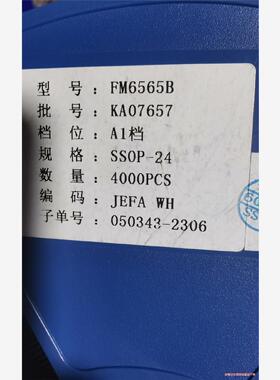 型 号：FM6565B
批 号：KA07657
档 位：A1档
规 格：SSOP-24
数 量：4000PCS
编 码：JEFA WH
子单号：050343-2306